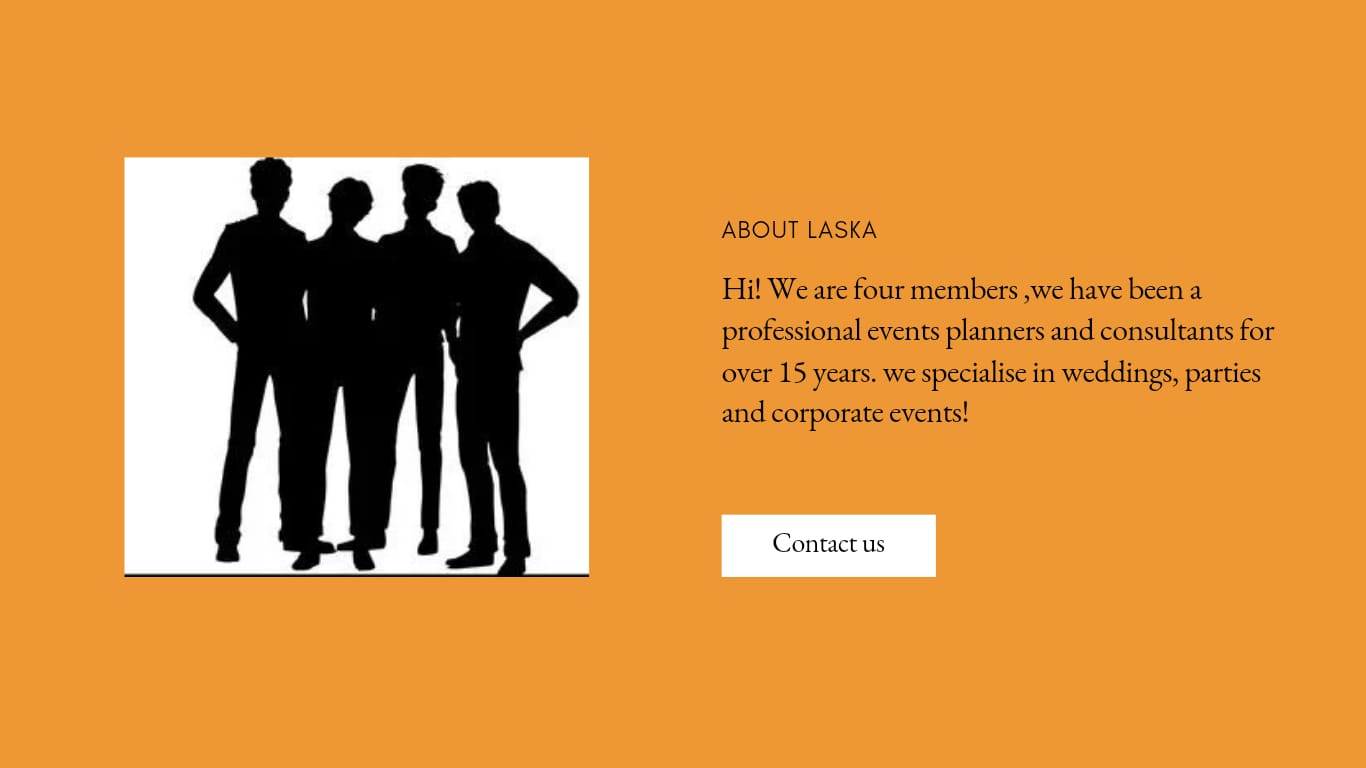 ABOUT LASKA
Hi! We are four members ,we have been a
professional events planners and consultants for
over 15 years. we specialise in weddings, parties
and corporate events!
Contact us